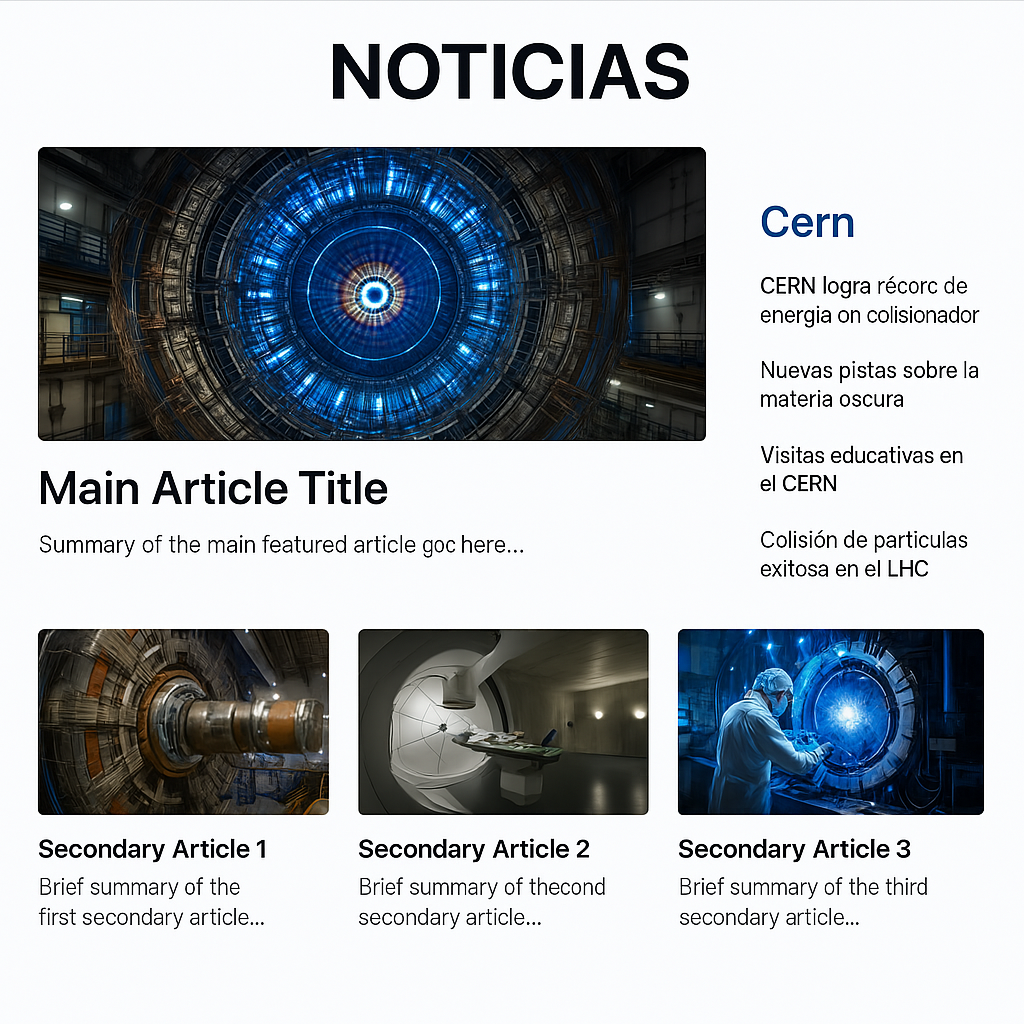 NOTICIAS
Main Article Title
Summary of the main featured article goc here...
Cern
CERN logra récorc de
energia on colisionador
Nuevas pistas sobre la
materia oscura
Visitas educativas en
el CERN
Colisión de particulas
exitosa en el LHC
Secondary Article 1
Brief summary of the
first secondary article...
Secondary Article 2
Brief summary of thecond
secondary article...
Secondary Article 3
Brief summary of the third
secondary article...